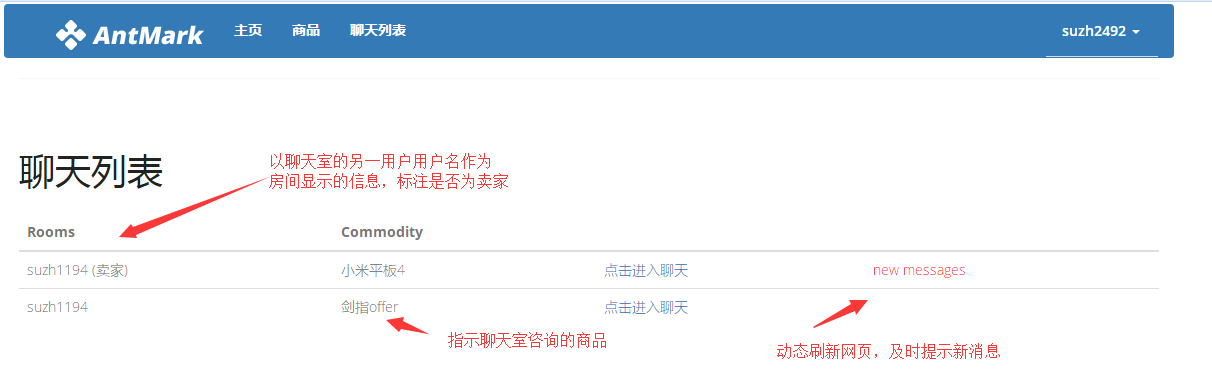 AntMark 主页 商品 聊天列表 suzh2492
聊天列表
以聊天室的另一用户用户名作为
房间显示的信息，标注是否为卖家
Rooms Commodity
suzh1194 (卖家) 小米平板4 点击进入聊天 new messages
suzh1194 剑指offer 点击进入聊天
指示聊天室咨询的商品
动态刷新网页，及时提示新消息